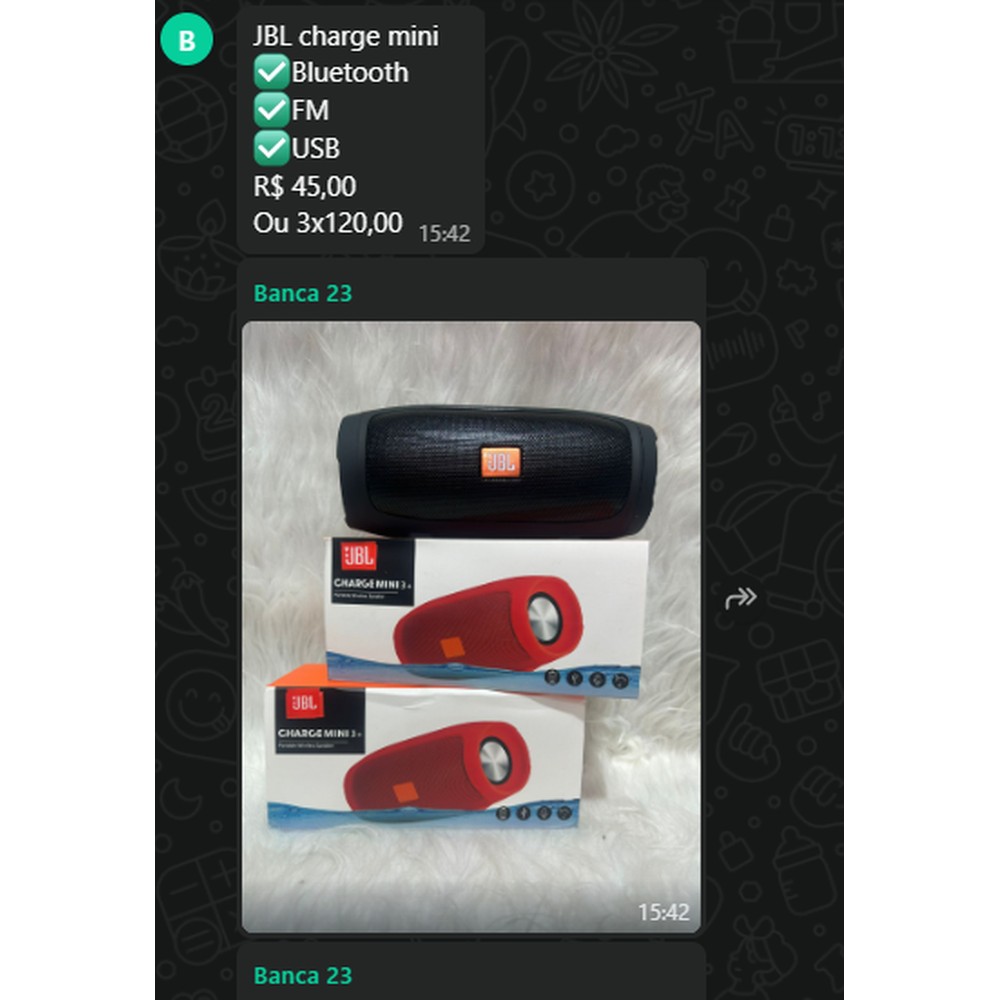 B
JBL charge mini
✅Bluetooth
✅FM
✅USB
R$ 45,00
Ou 3x120,00 15:42
Banca 23
JBL
JBL
CHARGE MINI 3+
Portable Wireless Speaker
JBL
CHARGE MINI 3+
Portable Wireless Speaker
15:42
Banca 23